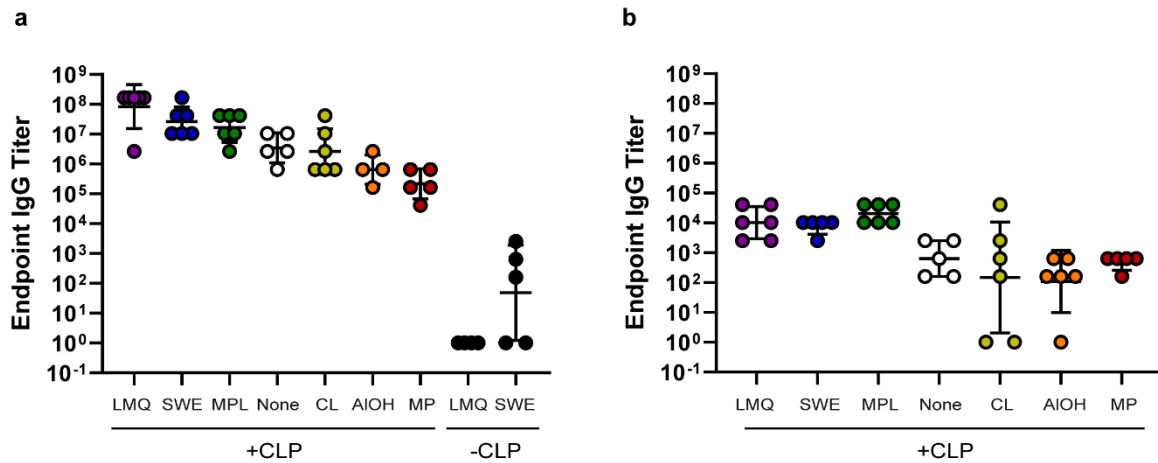 a
Endpoint IgG Titer
10⁹
10⁸
10⁷
10⁶
10⁵
10⁴
10³
10²
10¹
10⁰
10⁻¹
LMQ SWE MPL None CL AlOH MP LMQ SWE
+CLP -CLP
b
Endpoint IgG Titer
10⁹
10⁸
10⁷
10⁶
10⁵
10⁴
10³
10²
10¹
10⁰
10⁻¹
LMQ SWE MPL None CL AlOH MP
+CLP